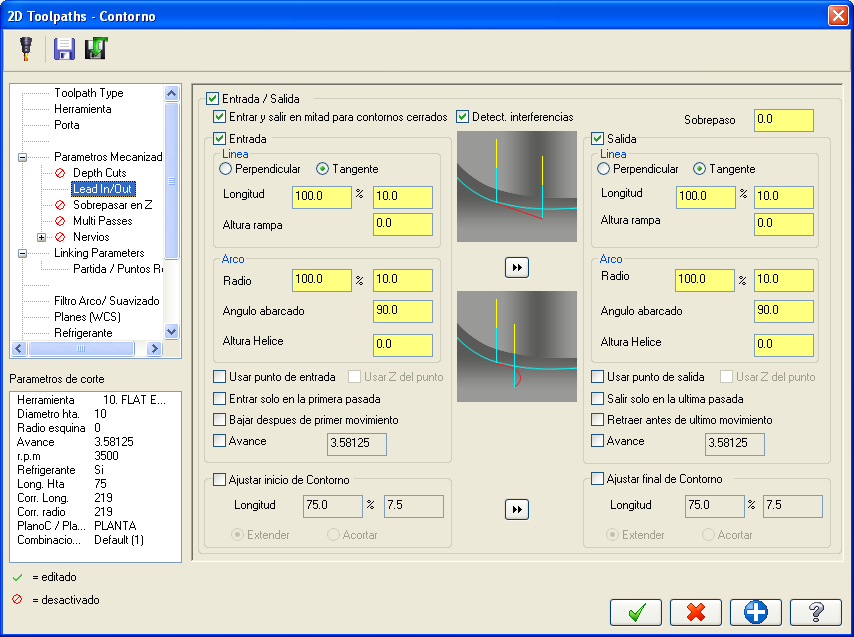 2D Toolpaths - Contorno
Toolpath Type
Herramienta
Porta
Parametros Mecanizad
Depth Cuts
Lead In/Out
Sobrepasar en Z
Multi Passes
Nervios
Linking Parameters
Partida / Puntos R
Filtro Arco/ Suavizado
Planes (WCS)
Refrigerante
Parametros de corte
Herramienta 10. FLAT E...
Diametro hta. 10
Radio esquina 0
Avance 3.58125
r.p.m 3500
Refrigerante Si
Long. Hta 75
Corr. Long. 219
Corr. radio 219
PlanoC / Pla... PLANTA
Combinacio... Default (1)
= editado
= desactivado
Entrada / Salida
Entrar y salir en mitad para contornos cerrados
Detect. interferencias
Sobrepaso 0.0
Entrada
Linea
Perpendicular Tangente
Longitud 100.0 % 10.0
Altura rampa 0.0
Arco
Radio 100.0 % 10.0
Angulo abarcado 90.0
Altura Helice 0.0
Usar punto de entrada Usar Z del punto
Entrar solo en la primera pasada
Bajar despues de primer movimiento
Avance 3.58125
Ajustar inicio de Contorno
Longitud 75.0 % 7.5
Extender Acortar
Salida
Linea
Perpendicular Tangente
Longitud 100.0 % 10.0
Altura rampa 0.0
Arco
Radio 100.0 % 10.0
Angulo abarcado 90.0
Altura Helice 0.0
Usar punto de salida Usar Z del punto
Salir solo en la ultima pasada
Retraer antes de ultimo movimiento
Avance 3.58125
Ajustar final de Contorno
Longitud 75.0 % 7.5
Extender Acortar